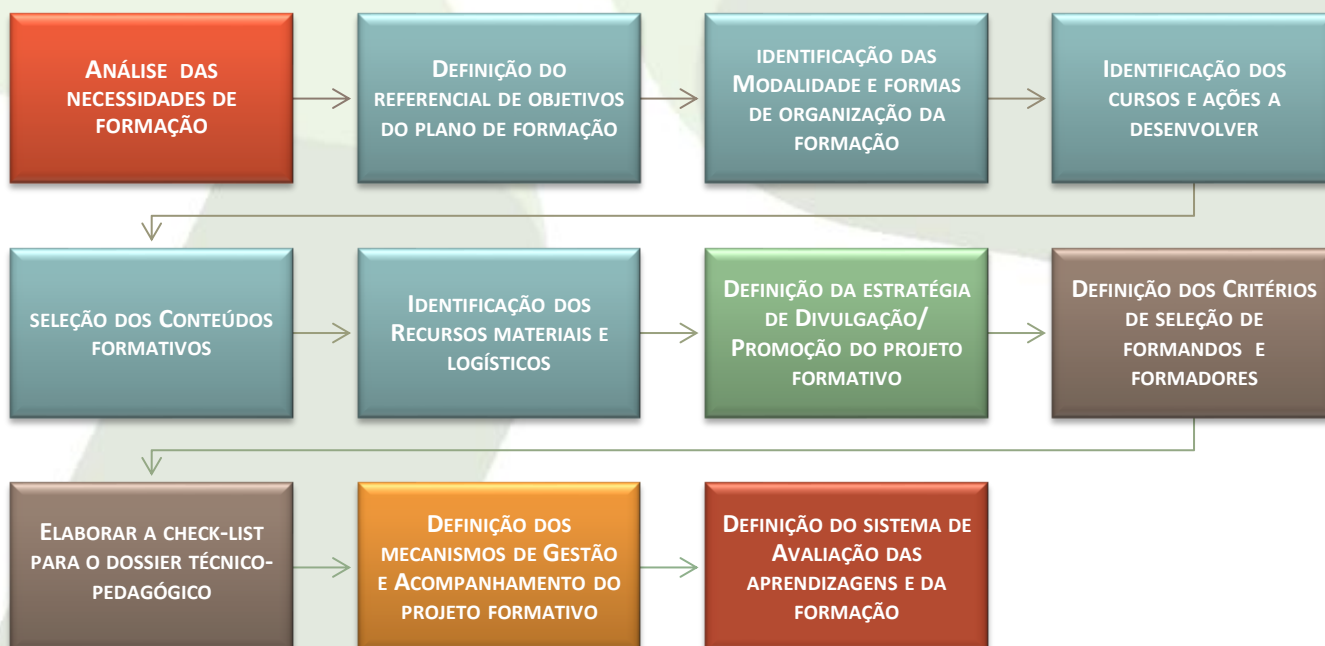 ANÁLISE DAS
NECESSIDADES DE
FORMAÇÃO
DEFINIÇÃO DO
REFERENCIAL DE OBJETIVOS
DO PLANO DE FORMAÇÃO
IDENTIFICAÇÃO DAS
MODALIDADE E FORMAS
DE ORGANIZAÇÃO DA
FORMAÇÃO
IDENTIFICAÇÃO DOS
CURSOS E AÇÕES A
DESENVOLVER
SELEÇÃO DOS CONTEÚDOS
FORMATIVOS
IDENTIFICAÇÃO DOS
RECURSOS MATERIAIS E
LOGÍSTICOS
DEFINIÇÃO DA ESTRATÉGIA
DE DIVULGAÇÃO/
PROMOÇÃO DO PROJETO
FORMATIVO
DEFINIÇÃO DOS CRITÉRIOS
DE SELEÇÃO DE
FORMANDOS E
FORMADORES
ELABORAR A CHECK-LIST
PARA O DOSSIER TÉCNICO-
PEDAGÓGICO
DEFINIÇÃO DOS
MECANISMOS DE GESTÃO
E ACOMPANHAMENTO DO
PROJETO FORMATIVO
DEFINIÇÃO DO SISTEMA DE
AVALIAÇÃO DAS
APRENDIZAGENS E DA
FORMAÇÃO